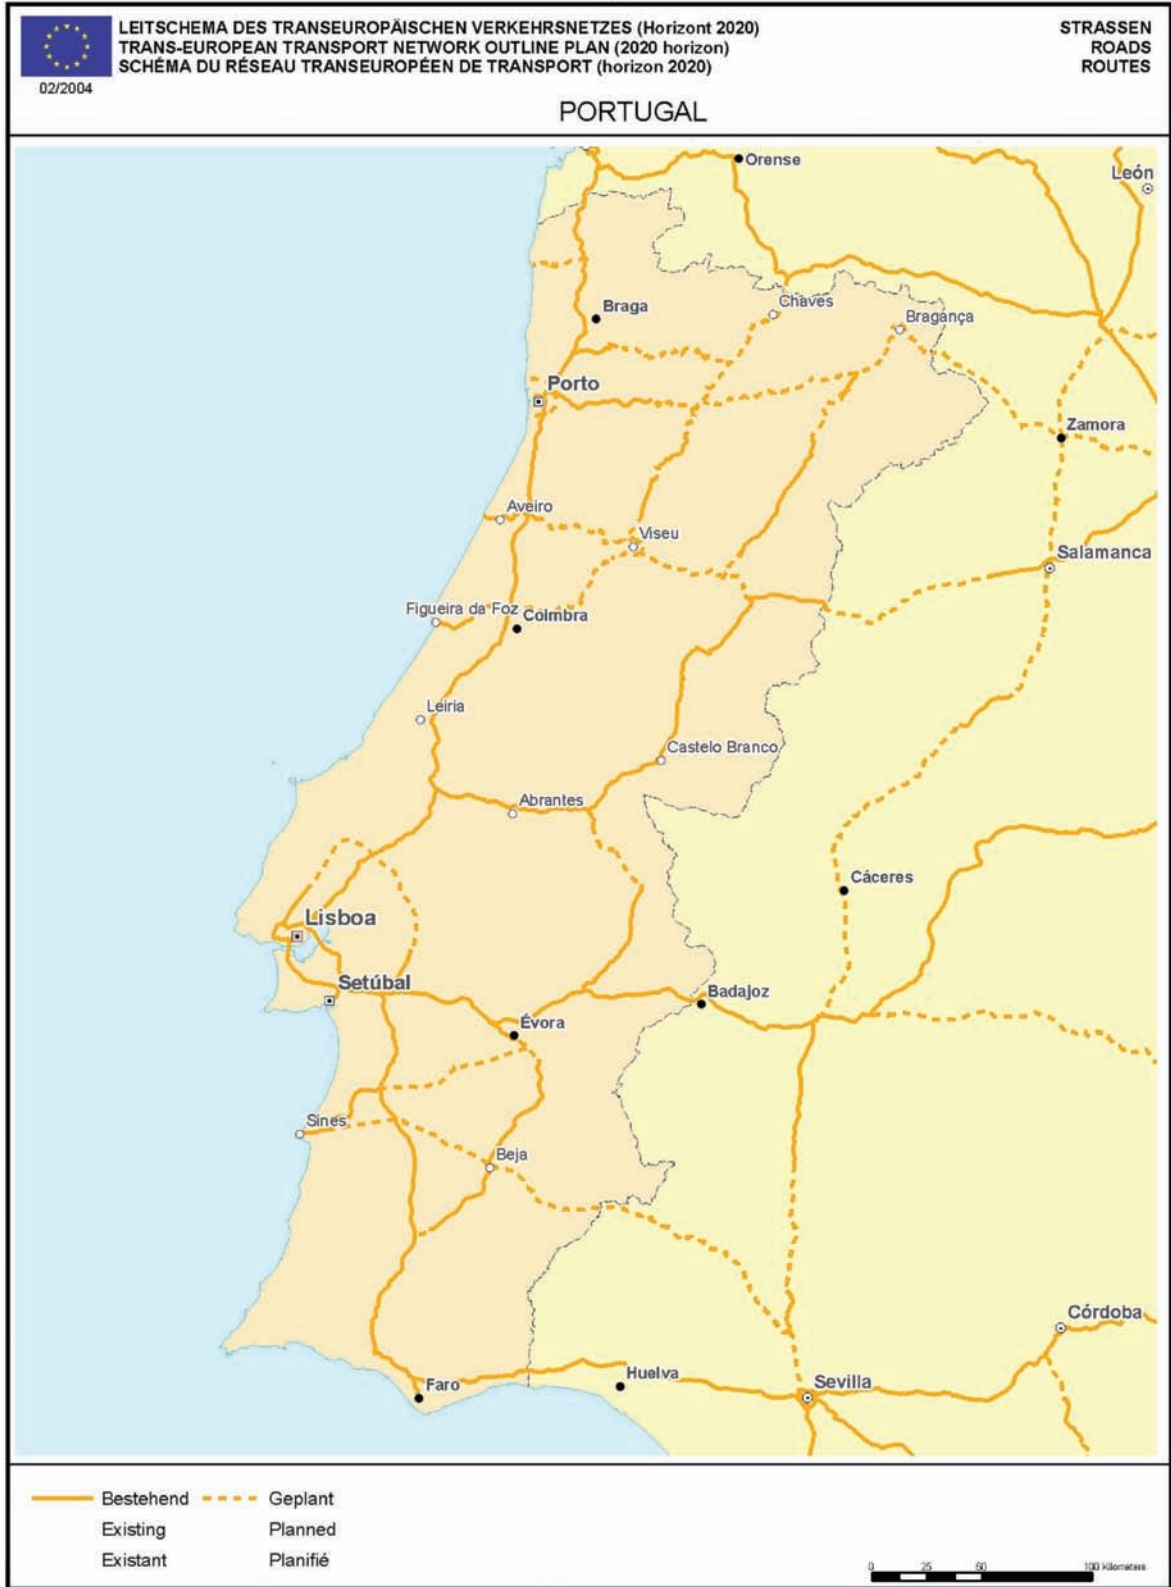 LEITSCHEMA DES TRANSEUROPÄISCHEN VERKEHRSNETZES (Horizont 2020)
TRANS-EUROPEAN TRANSPORT NETWORK OUTLINE PLAN (2020 horizon)
SCHÉMA DU RÉSEAU TRANSEUROPÉEN DE TRANSPORT (horizon 2020)
STRASSEN
ROADS
ROUTES
02/2004
PORTUGAL
Orense
León
Chaves
Braga
Bragança
Porto
Zamora
Aveiro
Viseu
Salamanca
Figueira da Foz
Coimbra
Leiria
Castelo Branco
Abrantes
Cáceres
Lisboa
Setúbal
Badajoz
Évora
Sines
Beja
Córdoba
Huelva
Sevilla
Faro
Bestehend
Geplant
Existing
Planned
Existant
Planifié
0 25 50 100 Kilometers